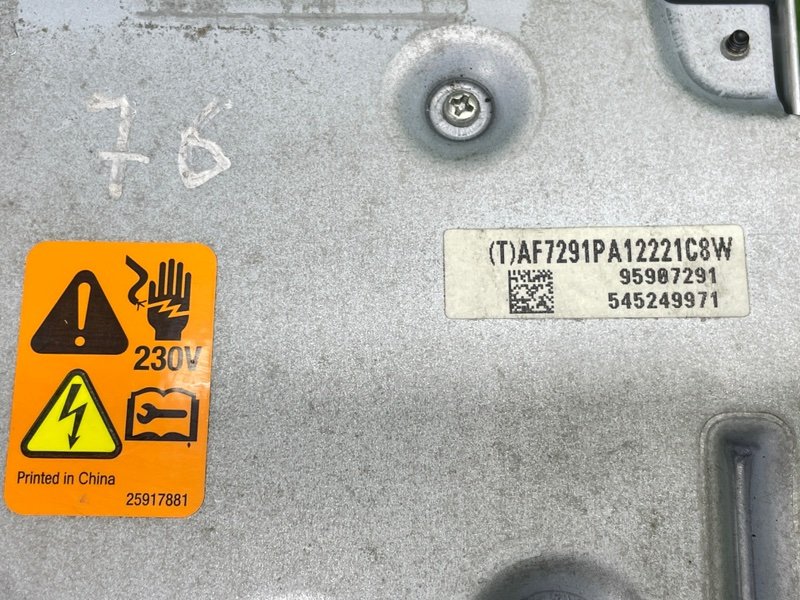 76
(T)AF7291PA12221C8W
95907291
545249971
230V
Printed in China
25917881